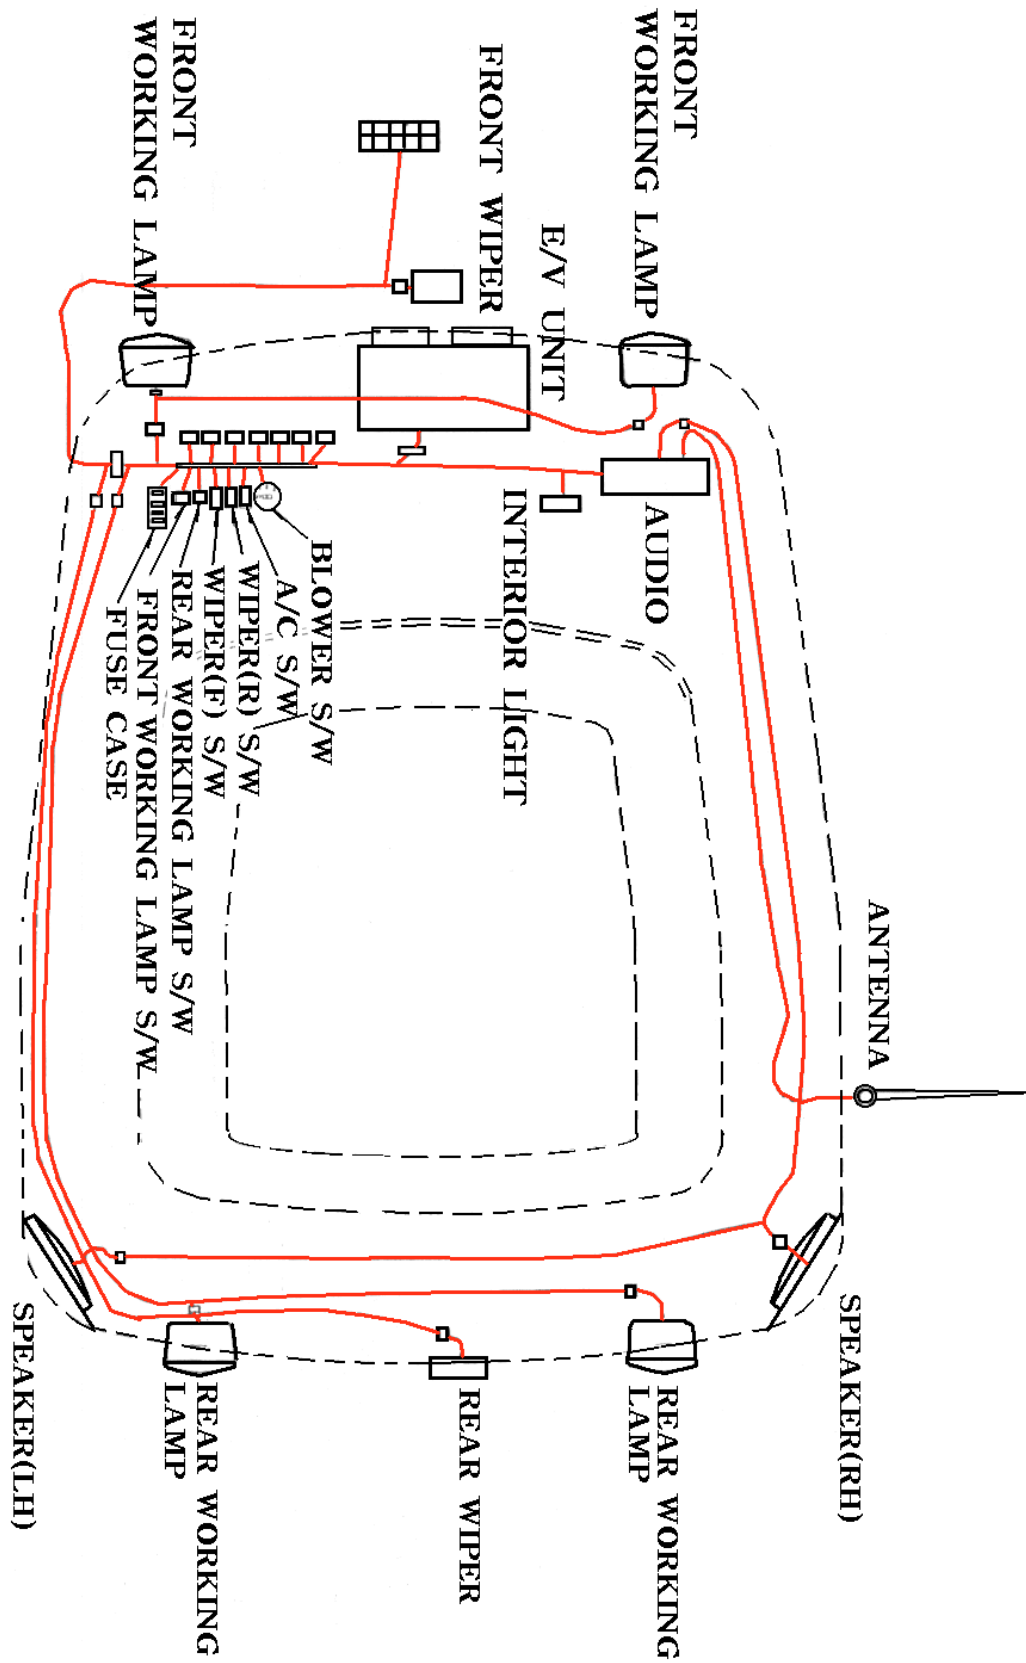 FRONT
WORKING LAMP
FRONT WIPER
E/V UNIT
FRONT
WORKING LAMP
AUDIO
INTERIOR LIGHT
BLOWER S/W
A/C S/W
WIPER(R) S/W
WIPER(F) S/W
REAR WORKING LAMP S/W
FRONT WORKING LAMP S/W
FUSE CASE
ANTENNA
SPEAKER(RH)
REAR WORKING
LAMP
REAR WIPER
REAR WORKING
LAMP
SPEAKER(LH)